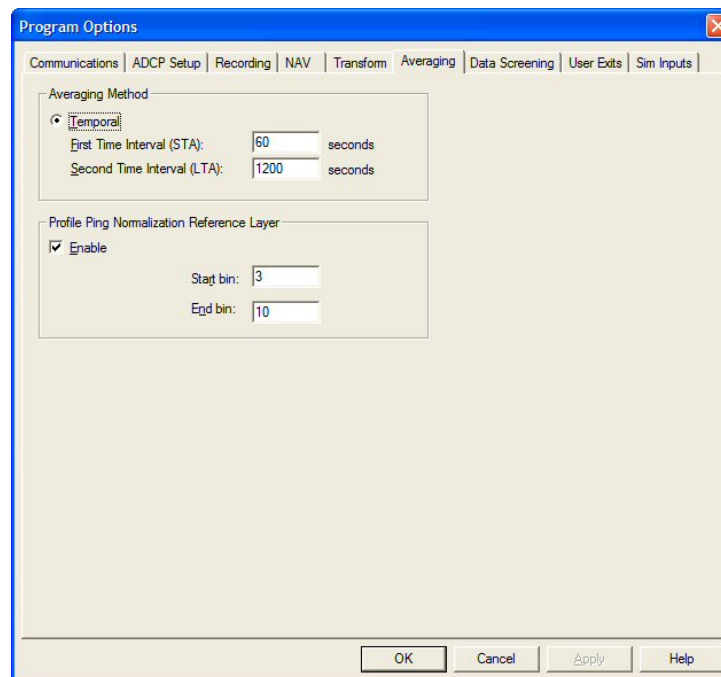 Program Options
Communications ADCP Setup Recording NAV Transform Averaging Data Screening User Exits Sim Inputs
Averaging Method
Temporal
First Time Interval (STA): 60 seconds
Second Time Interval (LTA): 1200 seconds
Profile Ping Normalization Reference Layer
Enable
Start bin: 3
End bin: 10
OK Cancel Apply Help